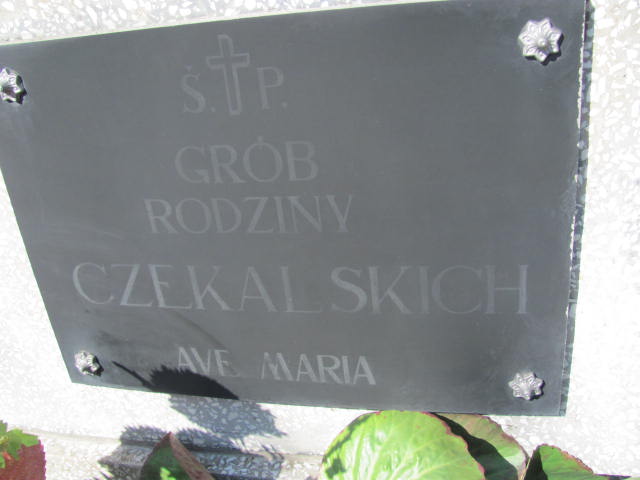 Ś.P.
GRÓB
RODZINY
CZEKALSKICH
AVE MARIA